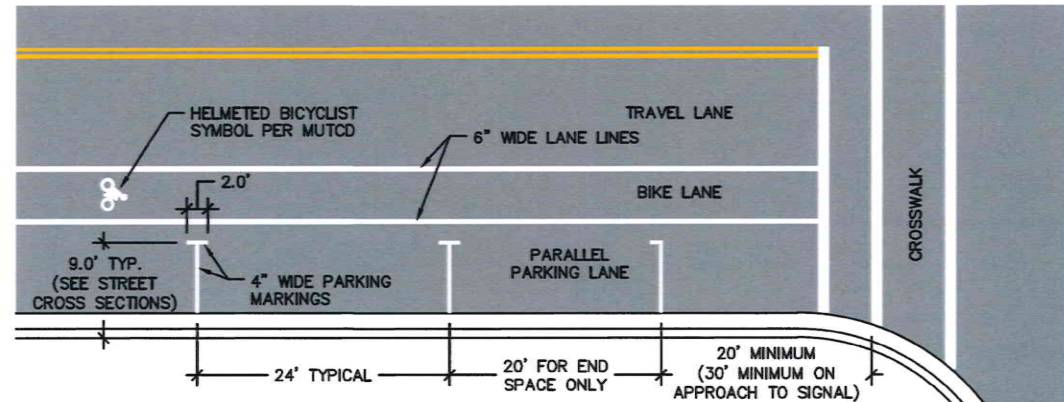 HELMETED BICYCLIST
SYMBOL PER MUTCD
TRAVEL LANE
6" WIDE LANE LINES
2.0'
BIKE LANE
CROSSWALK
9.0' TYP.
(SEE STREET
CROSS SECTIONS)
4" WIDE PARKING
MARKINGS
PARALLEL
PARKING LANE
24' TYPICAL
20' FOR END
SPACE ONLY
20' MINIMUM
(30' MINIMUM ON
APPROACH TO SIGNAL)